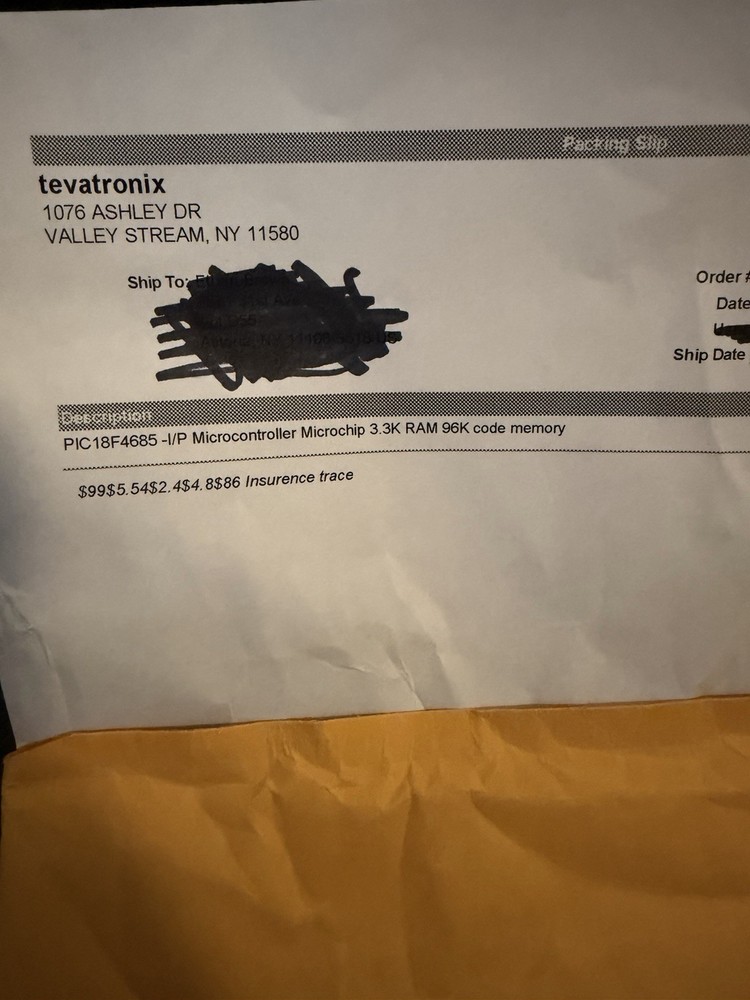 Packing Slip
tevatronix
1076 ASHLEY DR
VALLEY STREAM, NY 11580
Ship To:
Order #
Date
Ship Date
Description
PIC18F4685 -I/P Microcontroller Microchip 3.3K RAM 96K code memory
$99$5.54$2.4$4.8$86 Insurence trace